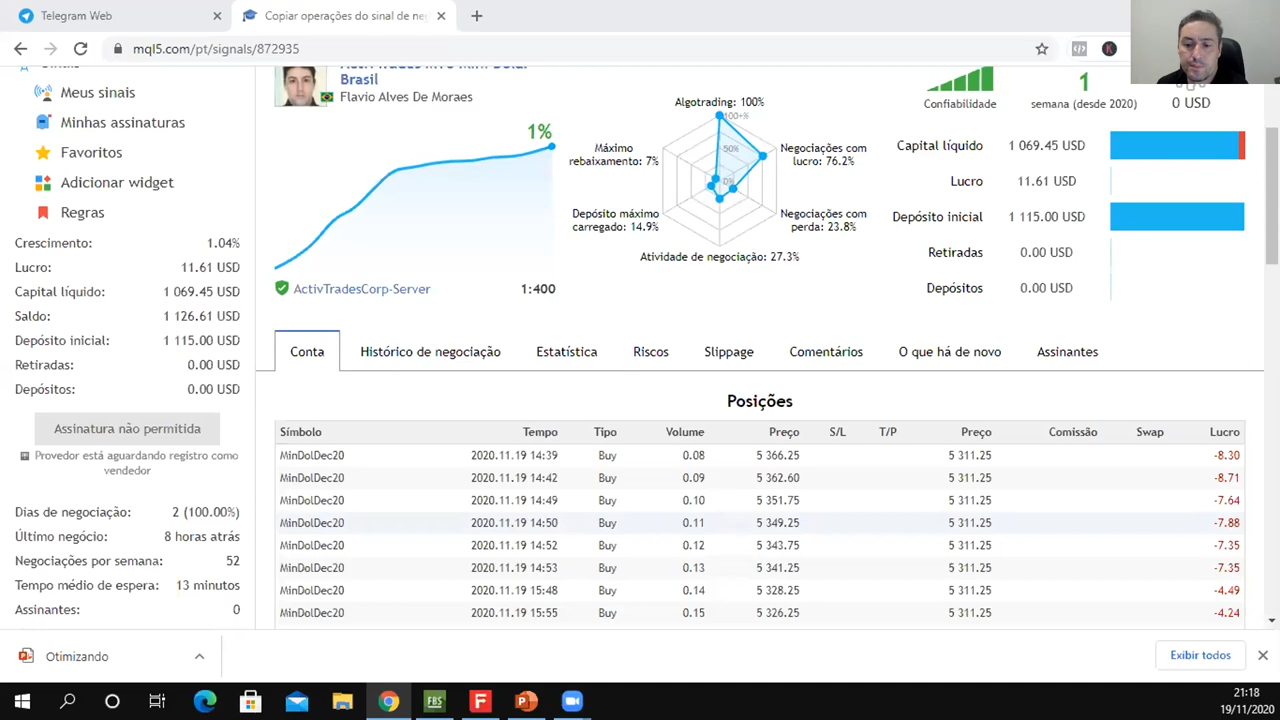 Telegram Web
Copiar operações do sinal de neg
mql5.com/pt/signals/872935
Meus sinais
Minhas assinaturas
Favoritos
Adicionar widget
Regras
Crescimento: 1.04%
Lucro: 11.61 USD
Capital líquido: 1 069.45 USD
Saldo: 1 126.61 USD
Depósito inicial: 1 115.00 USD
Retiradas: 0.00 USD
Depósitos: 0.00 USD
Assinatura não permitida
Provedor está aguardando registro como
vendedor
Dias de negociação: 2 (100.00%)
Último negócio: 8 horas atrás
Negociações por semana: 52
Tempo médio de espera: 13 minutos
Assinantes: 0
Brasil
Flavio Alves De Moraes
1%
ActivTradesCorp-Server 1:400
Algotrading: 100%
100+%
50%
0%
Máximo
rebaixamento: 7%
Negociações com
lucro: 76.2%
Depósito máximo
carregado: 14.9%
Negociações com
perda: 23.8%
Atividade de negociação: 27.3%
Confiabilidade
1
semana (desde 2020)
0 USD
Capital líquido 1 069.45 USD
Lucro 11.61 USD
Depósito inicial 1 115.00 USD
Retiradas 0.00 USD
Depósitos 0.00 USD
Conta Histórico de negociação Estatística Riscos Slippage Comentários O que há de novo Assinantes
Posições
Símbolo Tempo Tipo Volume Preço S/L T/P Preço Comissão Swap Lucro
MinDolDec20 2020.11.19 14:39 Buy 0.08 5 366.25 5 311.25 -8.30
MinDolDec20 2020.11.19 14:42 Buy 0.09 5 362.60 5 311.25 -8.71
MinDolDec20 2020.11.19 14:49 Buy 0.10 5 351.75 5 311.25 -7.64
MinDolDec20 2020.11.19 14:50 Buy 0.11 5 349.25 5 311.25 -7.88
MinDolDec20 2020.11.19 14:52 Buy 0.12 5 343.75 5 311.25 -7.35
MinDolDec20 2020.11.19 14:53 Buy 0.13 5 341.25 5 311.25 -7.35
MinDolDec20 2020.11.19 15:48 Buy 0.14 5 328.25 5 311.25 -4.49
MinDolDec20 2020.11.19 15:55 Buy 0.15 5 326.25 5 311.25 -4.24
Otimizando
Exibir todos
FBS
21:18
19/11/2020